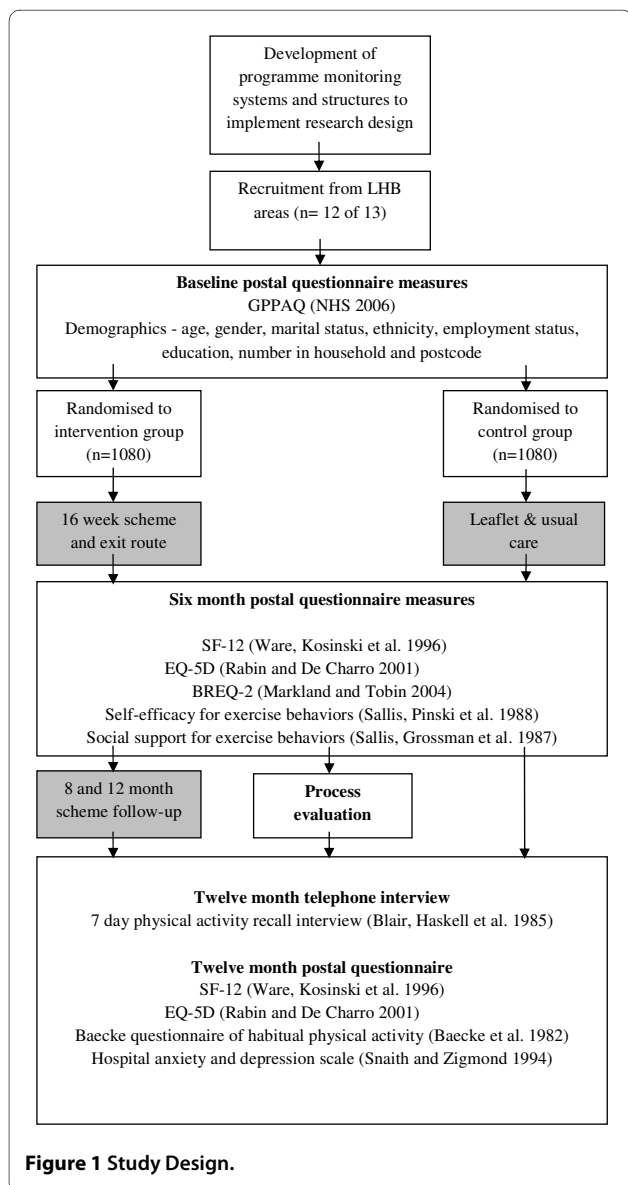 Development of
programme monitoring
systems and structures to
implement research design
Recruitment from LHB
areas (n= 12 of 13)
Baseline postal questionnaire measures
GPPAQ (NHS 2006)
Demographics - age, gender, marital status, ethnicity, employment status,
education, number in household and postcode
Randomised to
intervention group
(n=1080)
Randomised to
control group
(n=1080)
16 week scheme
and exit route
Leaflet & usual
care
Six month postal questionnaire measures
SF-12 (Ware, Kosinski et al. 1996)
EQ-5D (Rabin and De Charro 2001)
BREQ-2 (Markland and Tobin 2004)
Self-efficacy for exercise behaviors (Sallis, Pinski et al. 1988)
Social support for exercise behaviors (Sallis, Grossman et al. 1987)
8 and 12 month
scheme follow-up
Process
evaluation
Twelve month telephone interview
7 day physical activity recall interview (Blair, Haskell et al. 1985)
Twelve month postal questionnaire
SF-12 (Ware, Kosinski et al. 1996)
EQ-5D (Rabin and De Charro 2001)
Baecke questionnaire of habitual physical activity (Baecke et al. 1982)
Hospital anxiety and depression scale (Snaith and Zigmond 1994)
Figure 1 Study Design.